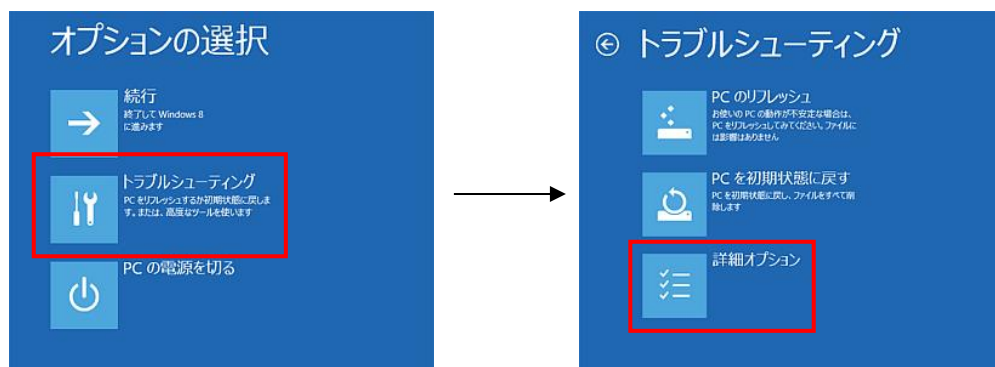 オプションの選択
続行
終了して Windows 8
に進みます
トラブルシューティング
PC をリフレッシュするか初期状態に戻しま
す。または、高度なツールを使います
PC の電源を切る
トラブルシューティング
PC のリフレッシュ
お使いの PC の動作が不安定な場合は、
PC をリフレッシュしてみてください。ファイルに
は影響はありません
PC を初期状態に戻す
PC を初期状態に戻し、ファイルをすべて削
除します
詳細オプション